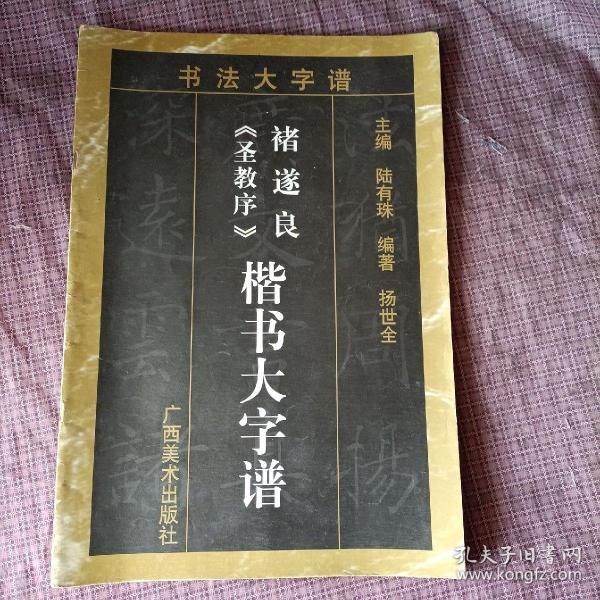 书法大字谱
主编 陆有珠 编著 扬世全
褚遂良
《圣教序》
楷书大字谱
广西美术出版社
孔夫子旧书网
www.kongfz.com